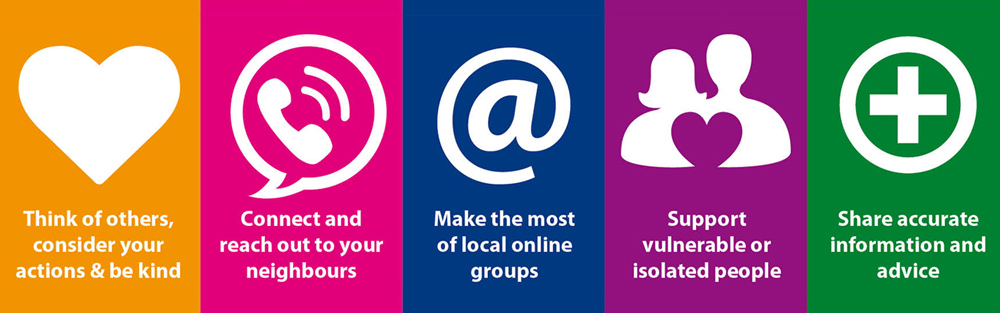 Think of others,
consider your
actions & be kind
Connect and
reach out to your
neighbours
@
Make the most
of local online
groups
Support
vulnerable or
isolated people
Share accurate
information and
advice